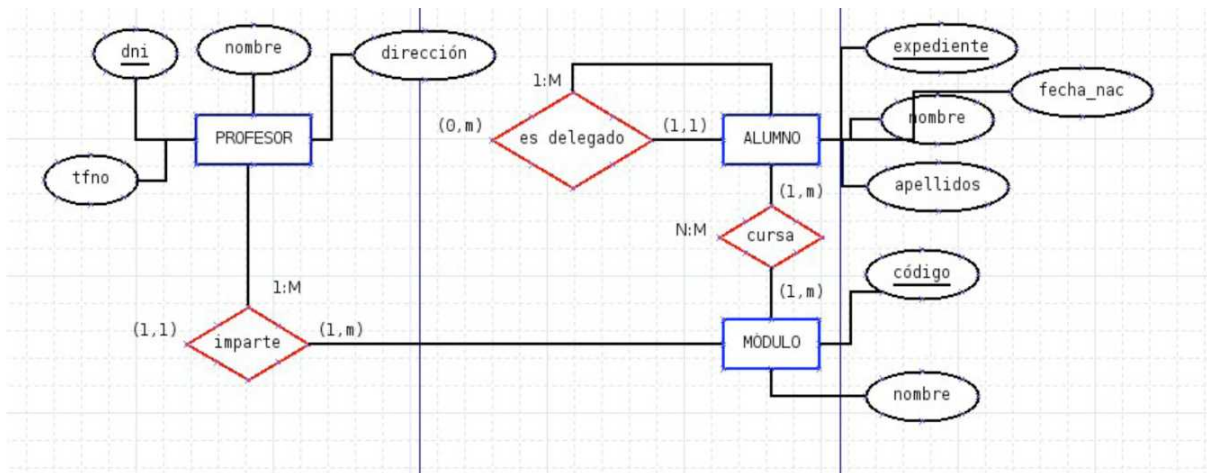 dni
nombre
dirección
tfno
PROFESOR
1:M
(0,m)
es delegado
(1,1)
ALUMNO
expediente
fecha_nac
nombre
apellidos
(1,m)
N:M
cursa
(1,m)
código
1:M
(1,1)
imparte
(1,m)
MÓDULO
nombre